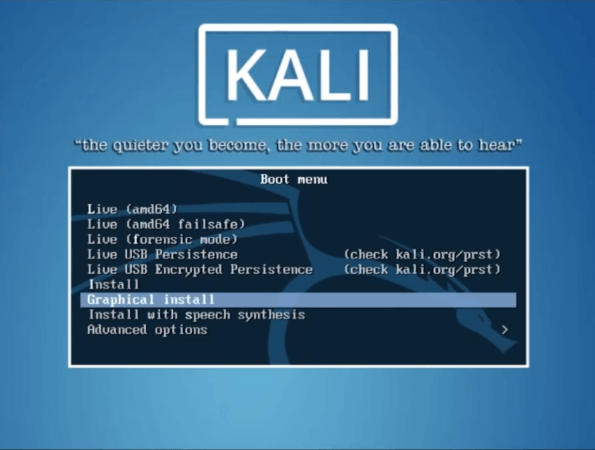 KALI
“the quieter you become, the more you are able to hear”
Boot menu
Live (amd64)
Live (amd64 failsafe)
Live (forensic mode)
Live USB Persistence (check kali.org/prst)
Live USB Encrypted Persistence (check kali.org/prst)
Install
Graphical install
Install with speech synthesis
Advanced options >